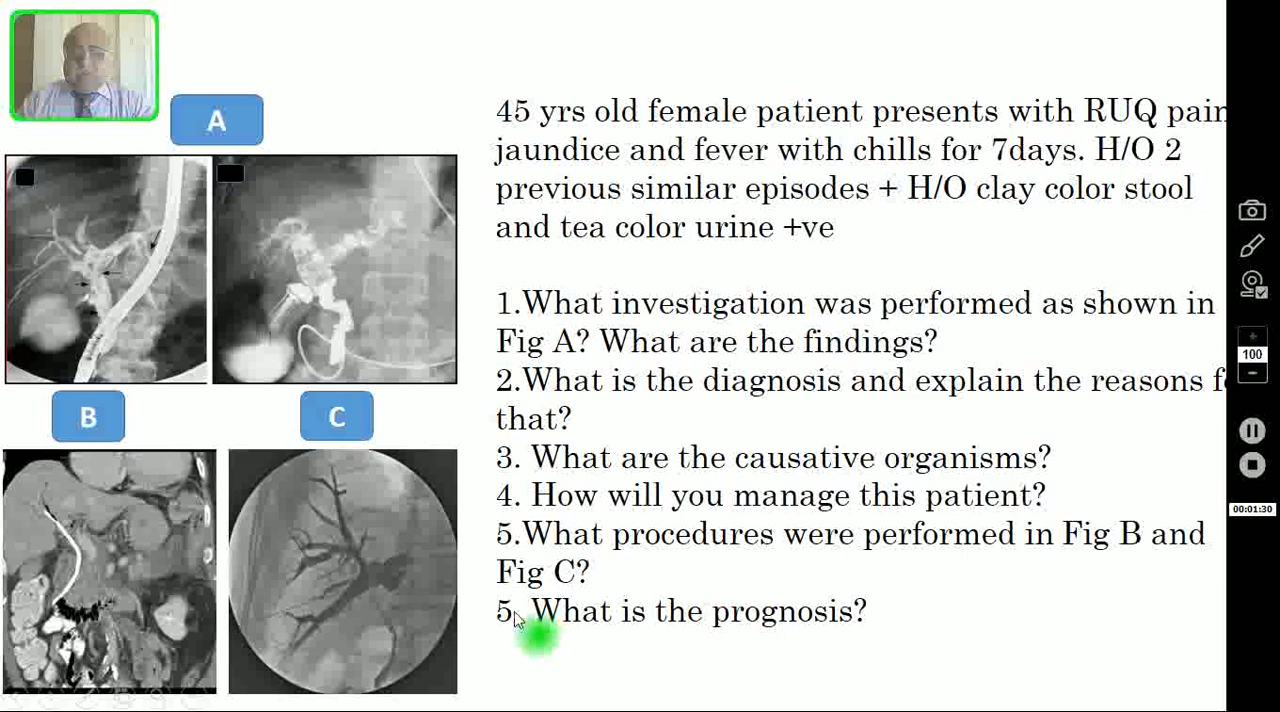 A
B
C
45 yrs old female patient presents with RUQ pain
jaundice and fever with chills for 7days. H/O 2
previous similar episodes + H/O clay color stool
and tea color urine +ve
1.What investigation was performed as shown in
Fig A? What are the findings?
2.What is the diagnosis and explain the reasons f
that?
3. What are the causative organisms?
4. How will you manage this patient?
5.What procedures were performed in Fig B and
Fig C?
5. What is the prognosis?
100
00:01:30